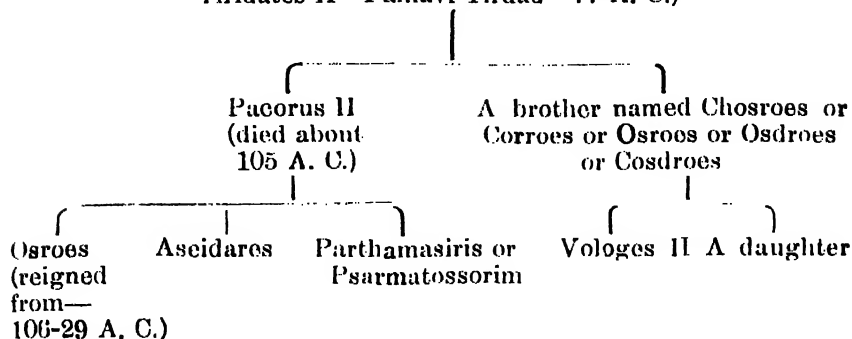 Pacorus II
(died about
105 A. C.)
A brother named Chosroes or
Corroes or Osroos or Osdroes
or Cosdroes
Osroes
(reigned
from—
106-29 A. C.)
Ascidares
Parthamasiris or
Psarmatossorim
Vologes II A daughter